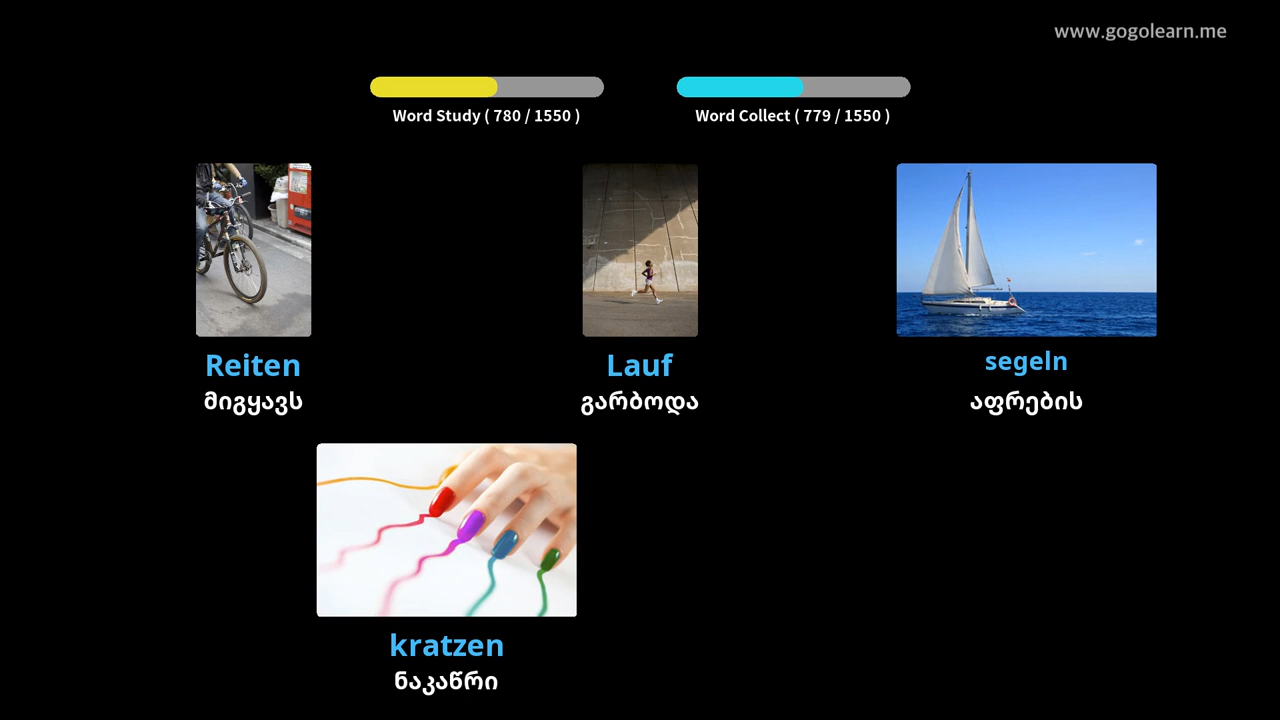 www.gogolearn.me
Word Study ( 780 / 1550 )
Word Collect ( 779 / 1550 )
Reiten
მიგყავს
Lauf
გარბოდა
segeln
აფრების
kratzen
ნაკაწრი